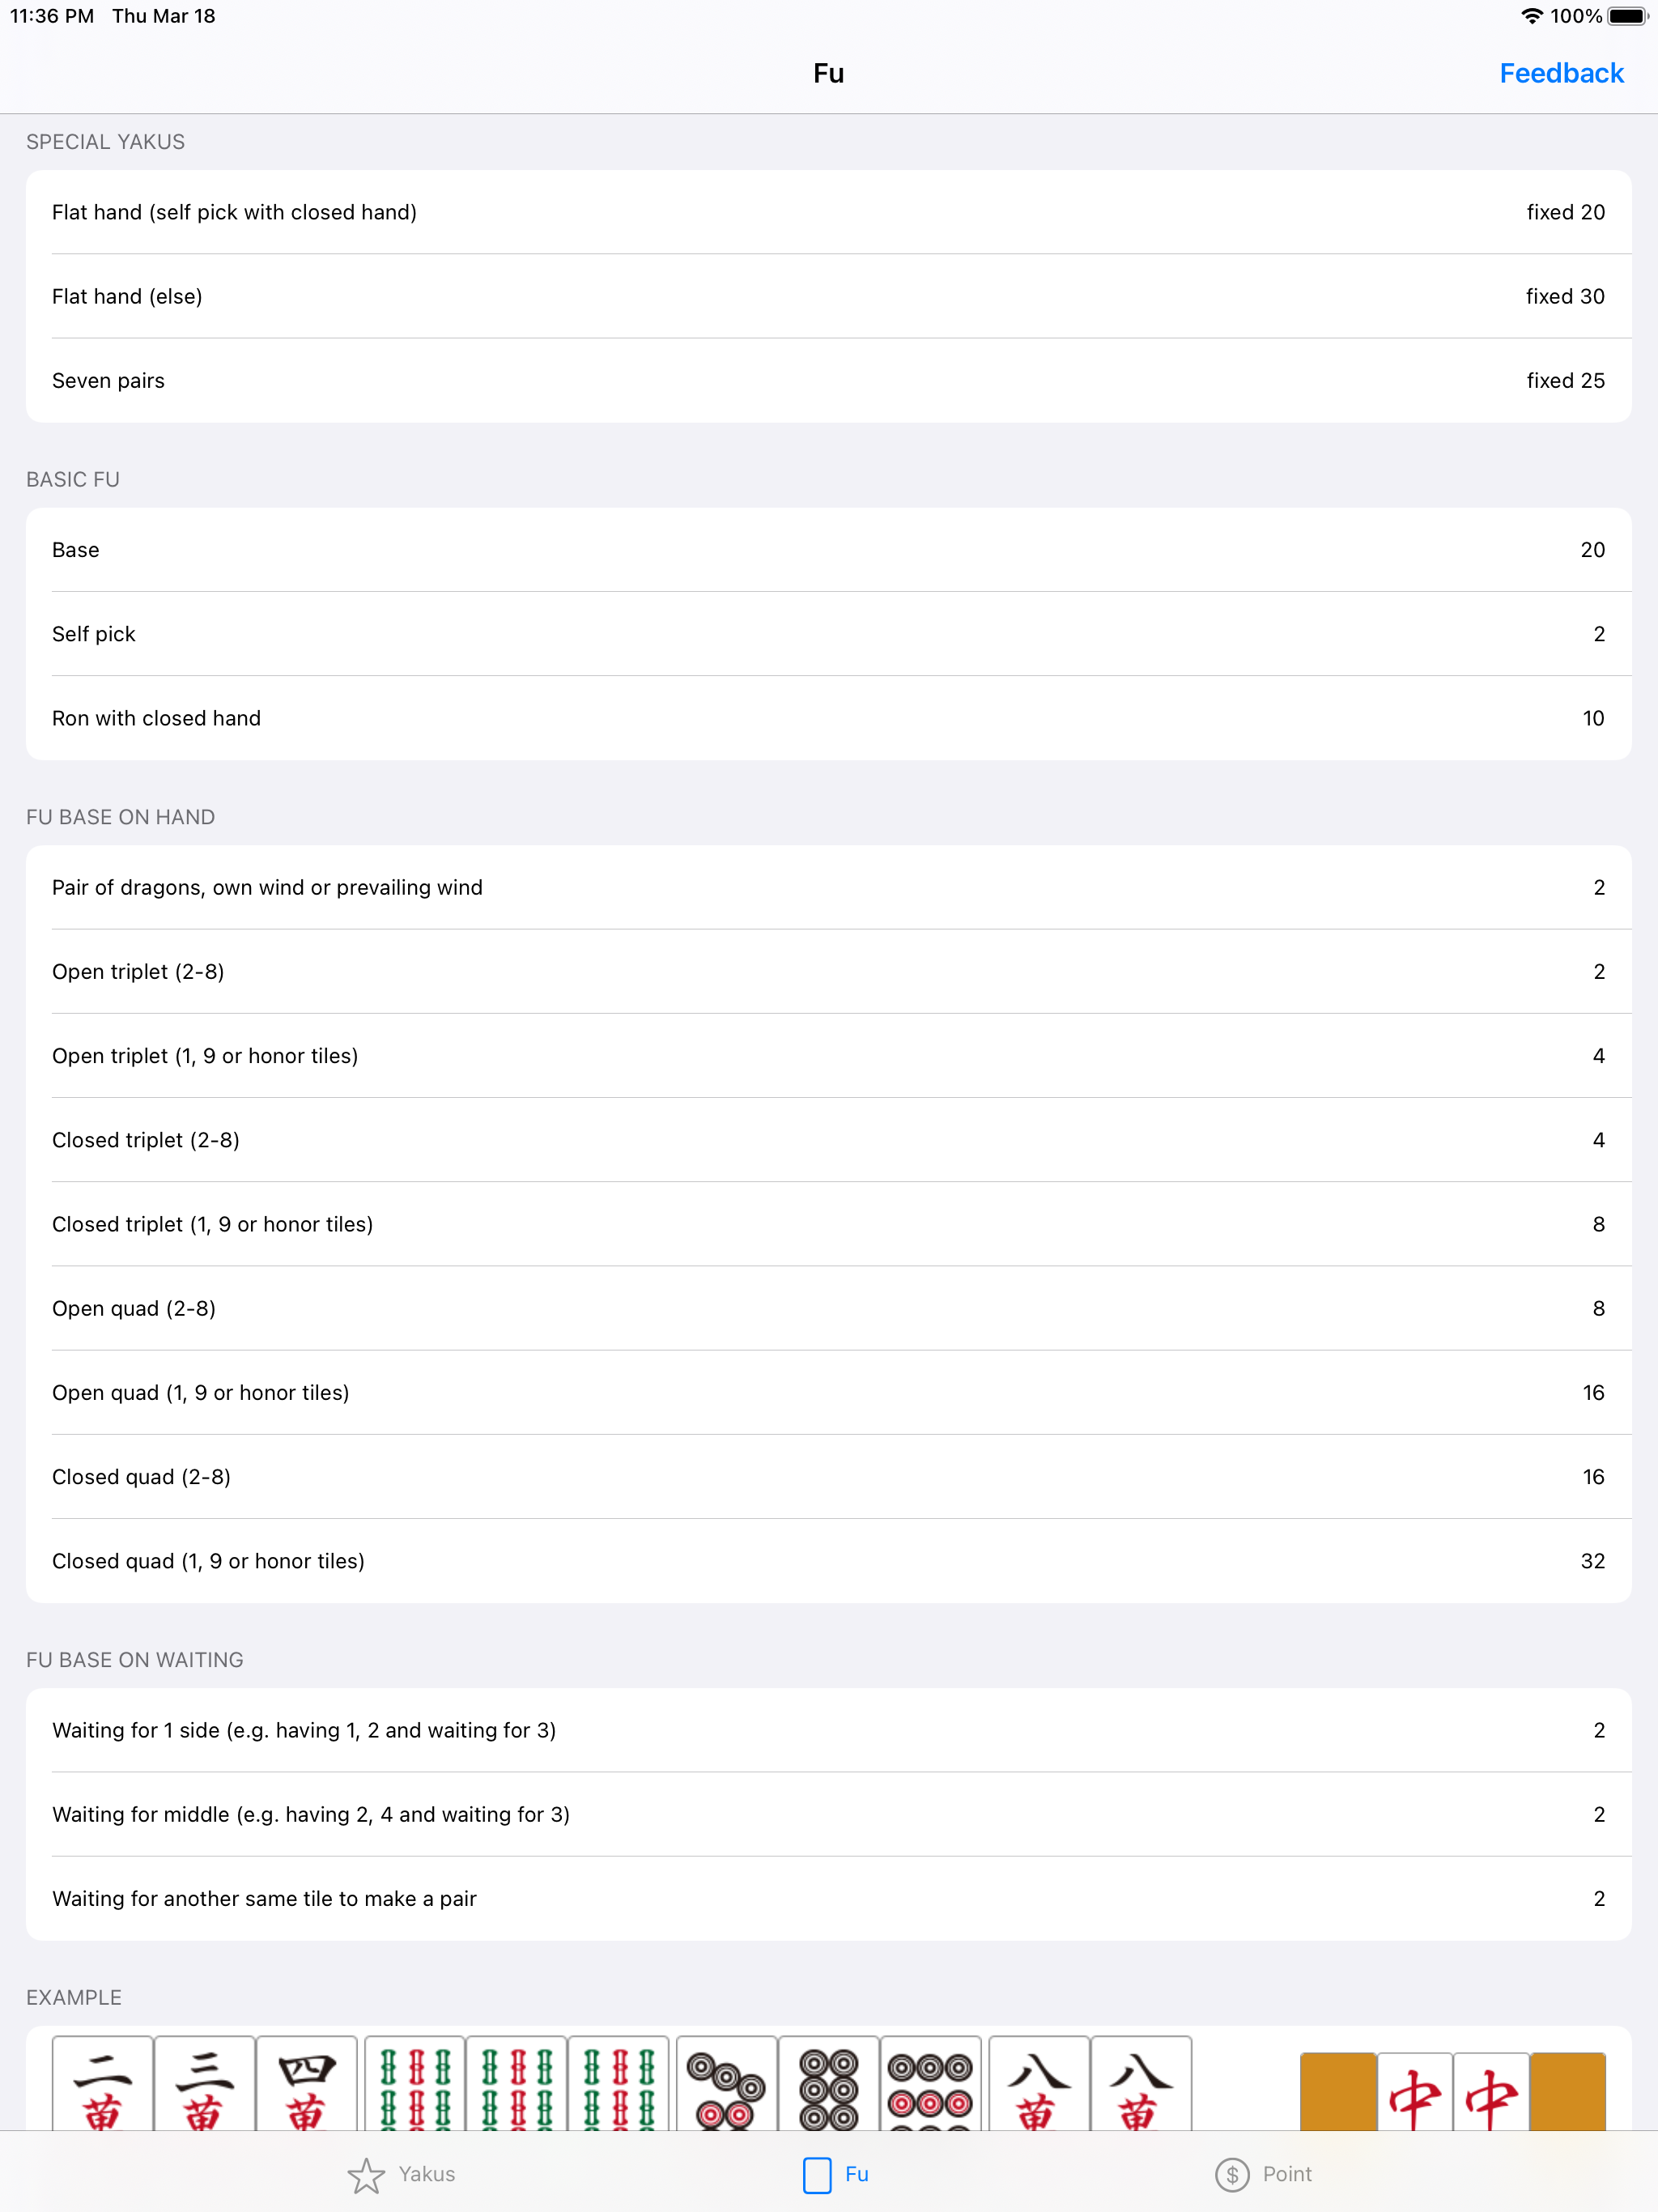 11:36 PM Thu Mar 18
100%
Fu
Feedback
SPECIAL YAKUS
Flat hand (self pick with closed hand) fixed 20
Flat hand (else) fixed 30
Seven pairs fixed 25
BASIC FU
Base 20
Self pick 2
Ron with closed hand 10
FU BASE ON HAND
Pair of dragons, own wind or prevailing wind 2
Open triplet (2-8) 2
Open triplet (1, 9 or honor tiles) 4
Closed triplet (2-8) 4
Closed triplet (1, 9 or honor tiles) 8
Open quad (2-8) 8
Open quad (1, 9 or honor tiles) 16
Closed quad (2-8) 16
Closed quad (1, 9 or honor tiles) 32
FU BASE ON WAITING
Waiting for 1 side (e.g. having 1, 2 and waiting for 3) 2
Waiting for middle (e.g. having 2, 4 and waiting for 3) 2
Waiting for another same tile to make a pair 2
EXAMPLE
二 三 四 八 八 中 中
萬 萬 萬 萬 萬
Yakus Fu $ Point